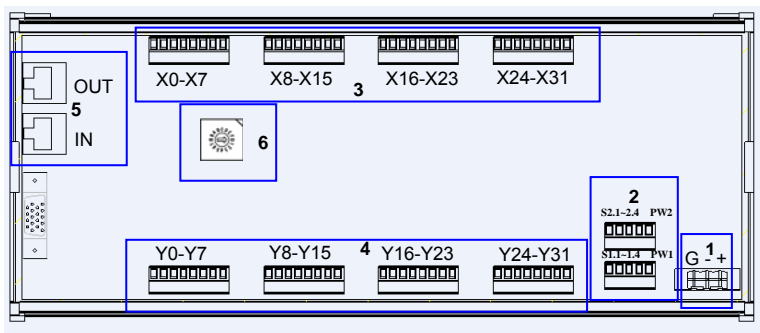 X0-X7 X8-X15 X16-X23 X24-X31
3
OUT
5
IN
6
2
S2.1~2.4 PW2
S1.1~1.4 PW1
1
G - +
4
Y0-Y7 Y8-Y15 Y16-Y23 Y24-Y31